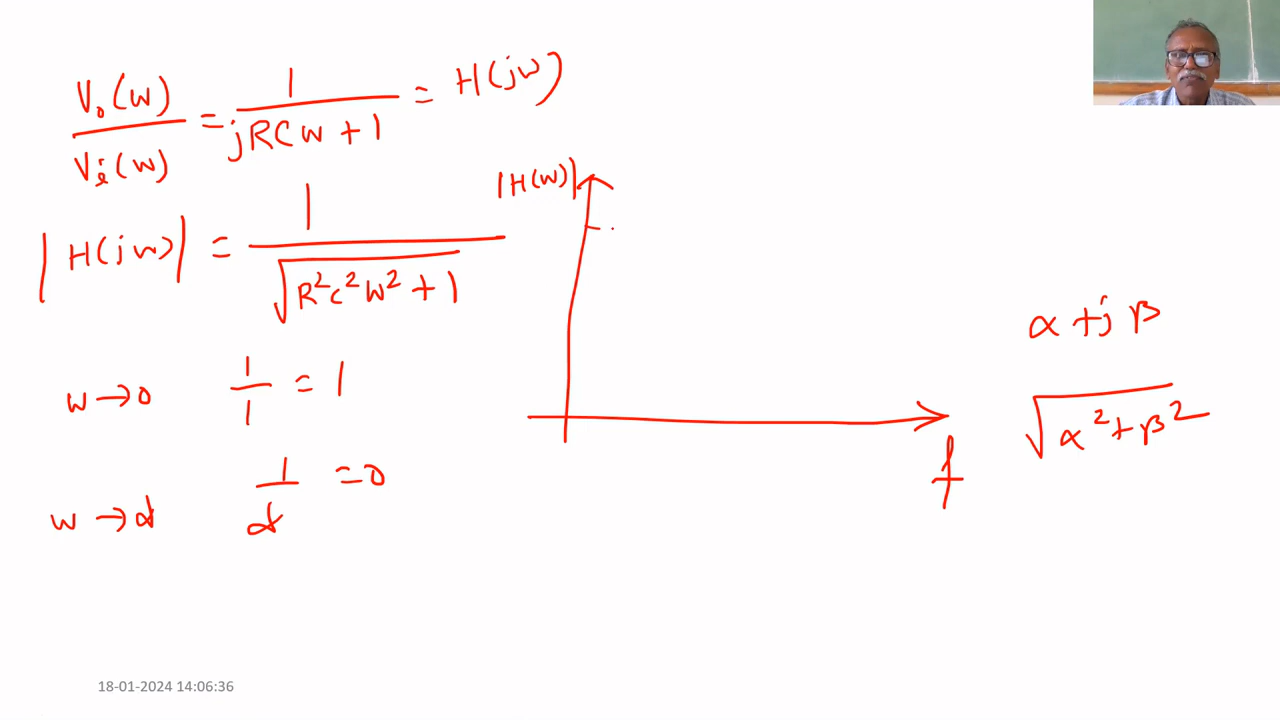 V₀(w) / Vᵢ(w) = 1 / (jRCw + 1) = H(jw)
|H(jw)| = 1 / √(R²C²W² + 1)
w → 0 1/1 = 1
w → α 1/α = 0
|H(w)|
f
α + jβ
√(α² + β²)
18-01-2024 14:06:36